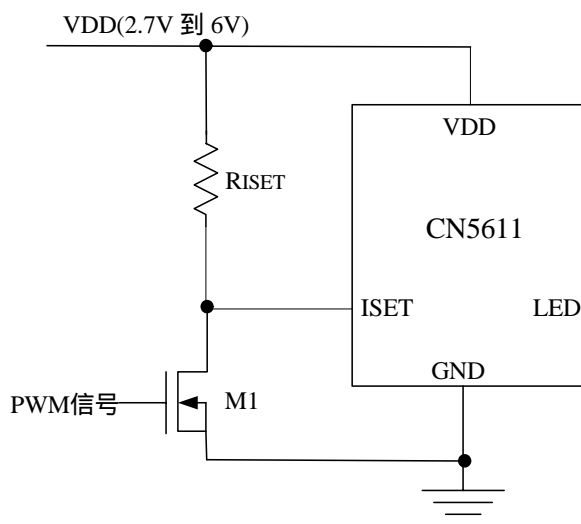 VDD(2.7V 到 6V)
VDD
RISET
CN5611
ISET
LED
GND
PWM信号
M1